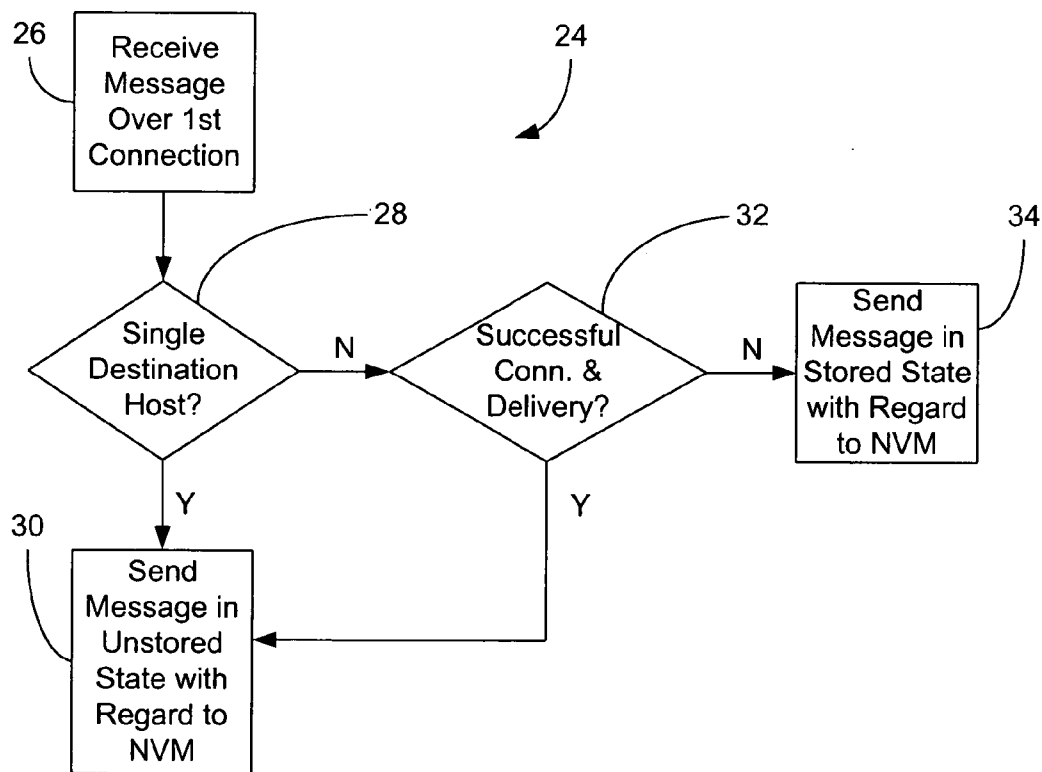 26
Receive
Message
Over 1st
Connection
24
28
Single
Destination
Host?
N
Y
32
Successful
Conn. &
Delivery?
N
Y
34
Send
Message in
Stored State
with Regard
to NVM
30
Send
Message in
Unstored
State with
Regard to
NVM